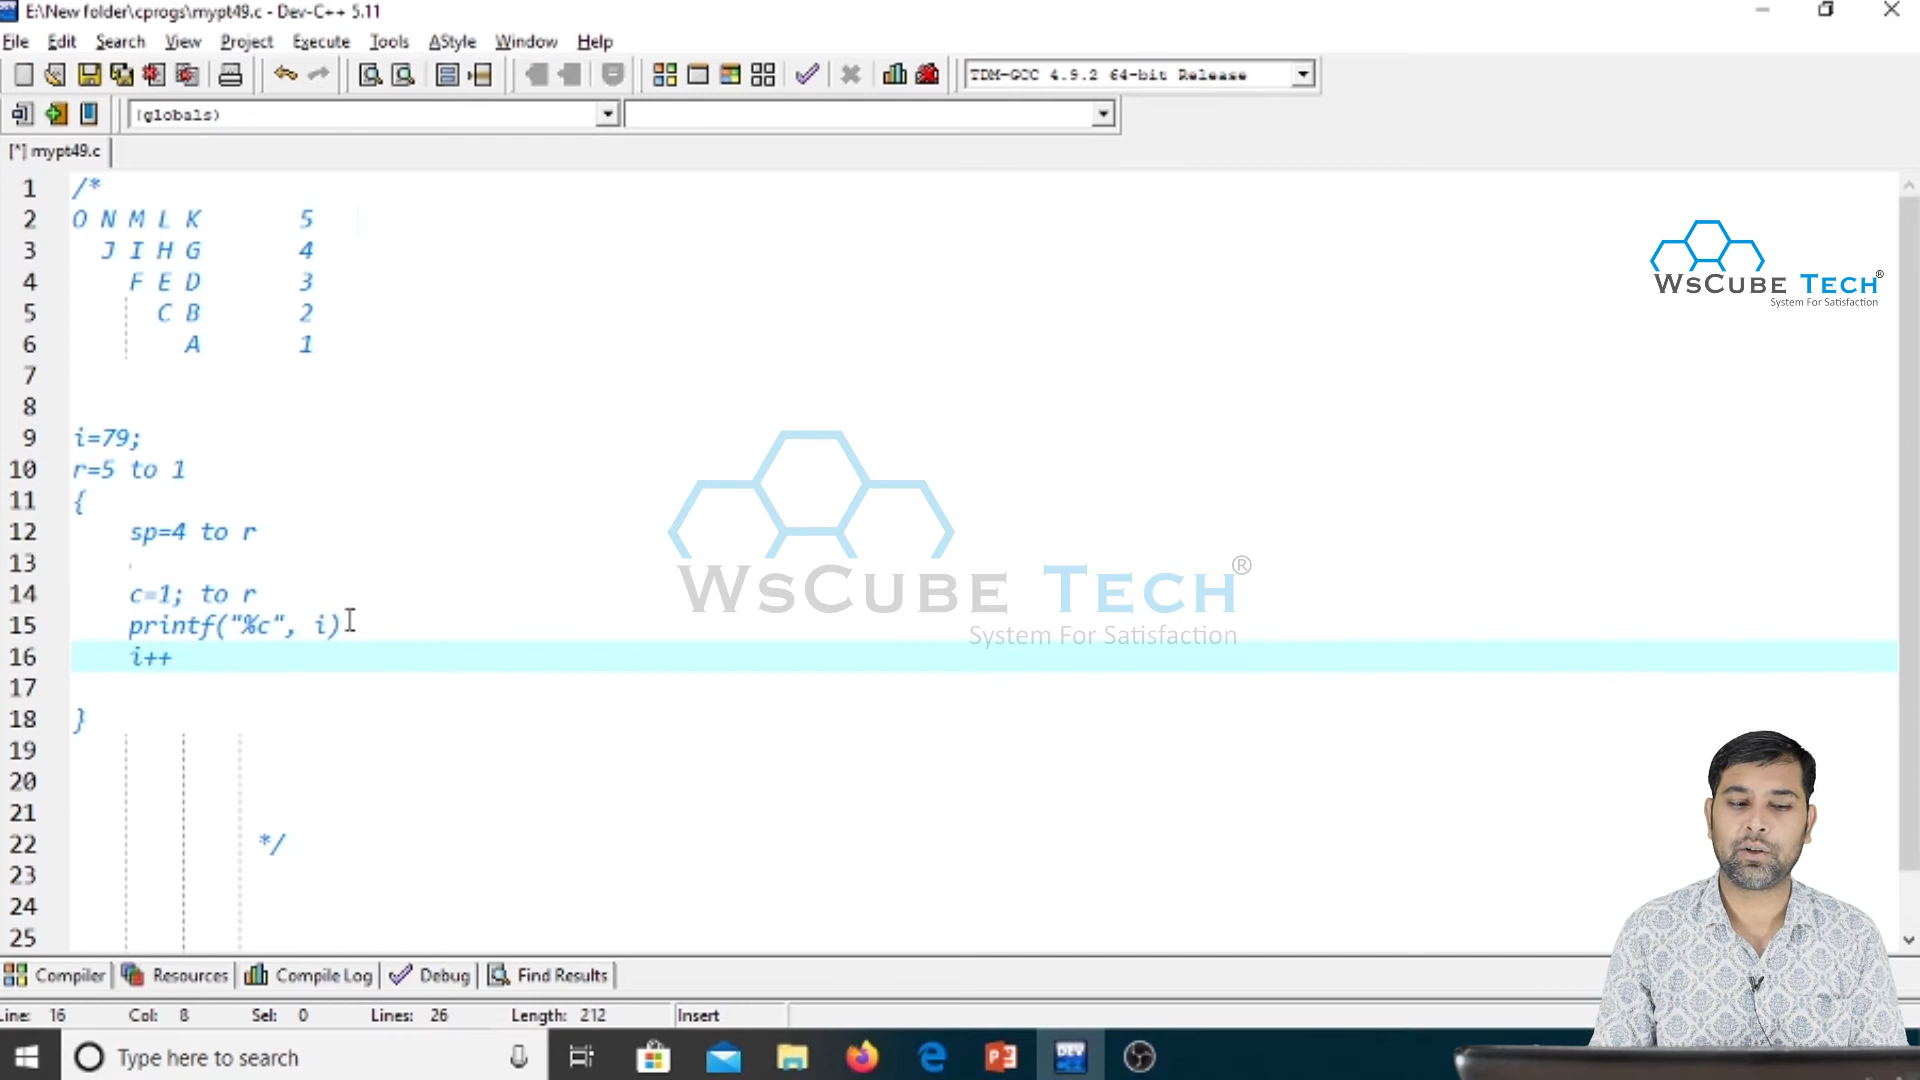 E:\New folder\cprogs\mypt49.c - Dev-C++ 5.11
File Edit Search View Project Execute Tools AStyle Window Help
TDM-GCC 4.9.2 64-bit Release
(globals)
[*] mypt49.c
1 /*
2 O N M L K 5
3 J I H G 4
4 F E D 3
5 C B 2
6 A 1
7
8
9 i=79;
10 r=5 to 1
11 {
12 sp=4 to r
13
14 c=1; to r
15 printf("%c", i)
16 i++
17
18 }
19
20
21
22 */
23
24
25
WsCube Tech®
System For Satisfaction
WsCube Tech®
System For Satisfaction
Compiler Resources Compile Log Debug Find Results
Line: 16 Col: 8 Sel: 0 Lines: 26 Length: 212 Insert
Type here to search
DEV